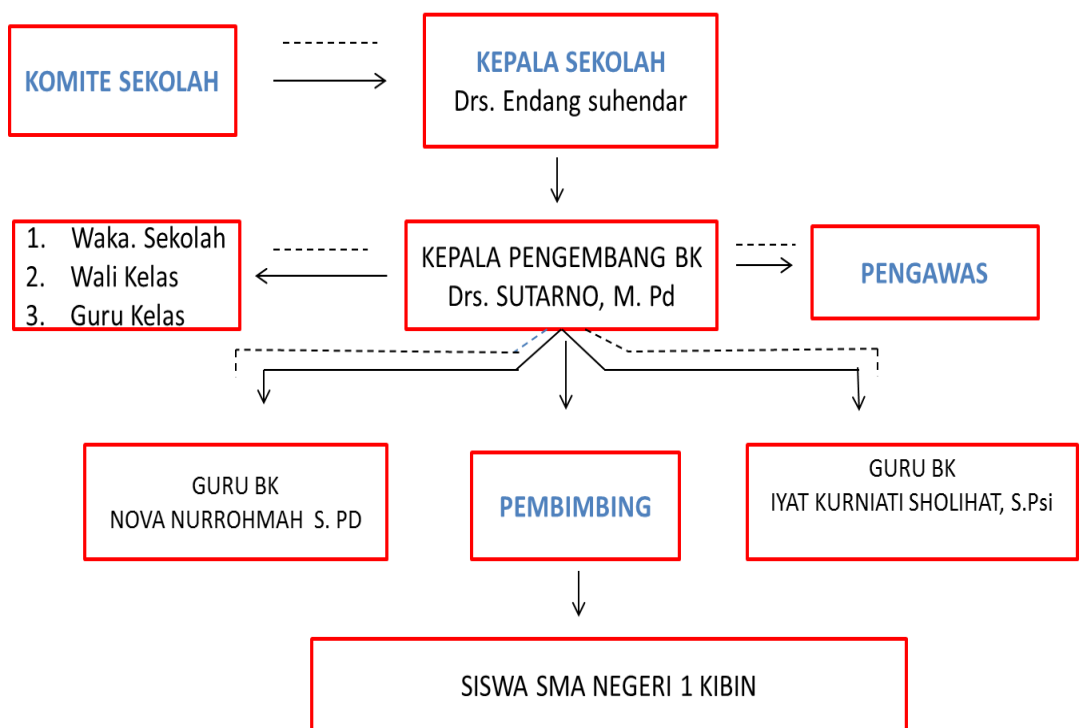 KOMITE SEKOLAH
KEPALA SEKOLAH
Drs. Endang suhendar
1. Waka. Sekolah
2. Wali Kelas
3. Guru Kelas
KEPALA PENGEMBANG BK
Drs. SUTARNO, M. Pd
PENGAWAS
GURU BK
NOVA NURROHMAH S. PD
PEMBIMBING
GURU BK
IYAT KURNIATI SHOLIHAT, S.Psi
SISWA SMA NEGERI 1 KIBIN